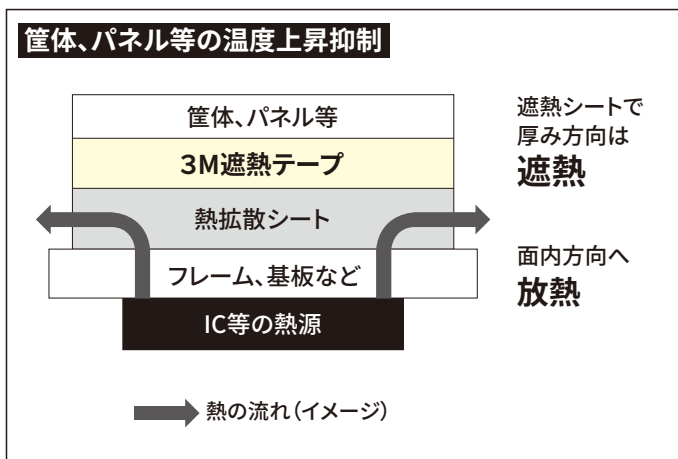 筐体、パネル等の温度上昇抑制
筐体、パネル等
3M遮熱テープ
熱拡散シート
フレーム、基板など
IC等の熱源
遮熱シートで
厚み方向は
遮熱
面内方向へ
放熱
熱の流れ(イメージ)